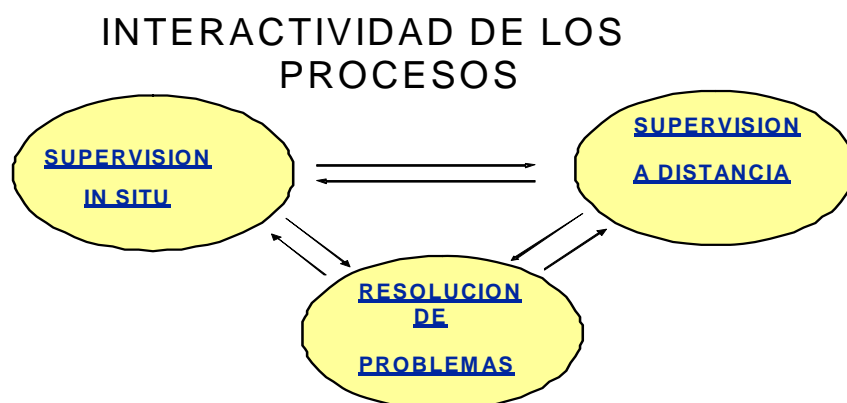 INTERACTIVIDAD DE LOS
PROCESOS
SUPERVISION
IN SITU
SUPERVISION
A DISTANCIA
RESOLUCION
DE
PROBLEMAS